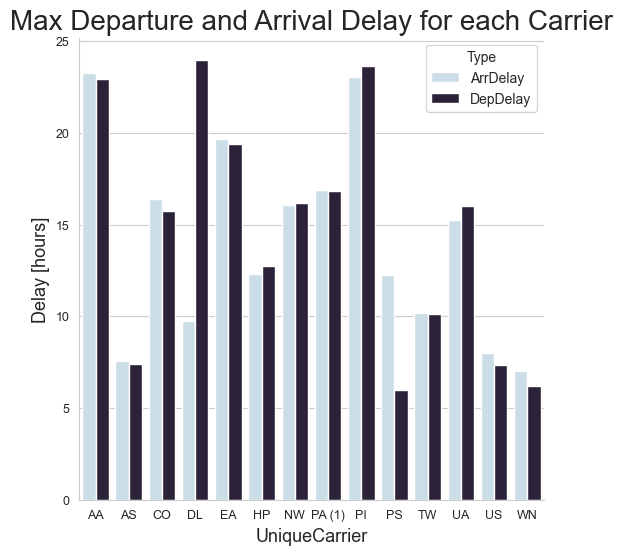 Max Departure and Arrival Delay for each Carrier
Type
ArrDelay
DepDelay
Delay [hours]
25
20
15
10
5
0
AA AS CO DL EA HP NW PA (1) PI PS TW UA US WN
UniqueCarrier